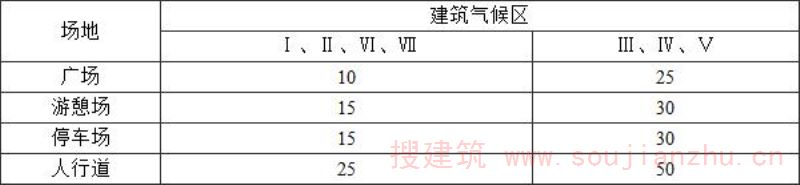 场地 建筑气候区
Ⅰ、Ⅱ、Ⅵ、Ⅶ Ⅲ、Ⅳ、Ⅴ
广场 10 25
游憩场 15 30
停车场 15 30
人行道 25 50
搜建筑 www.soujianzhu.cn